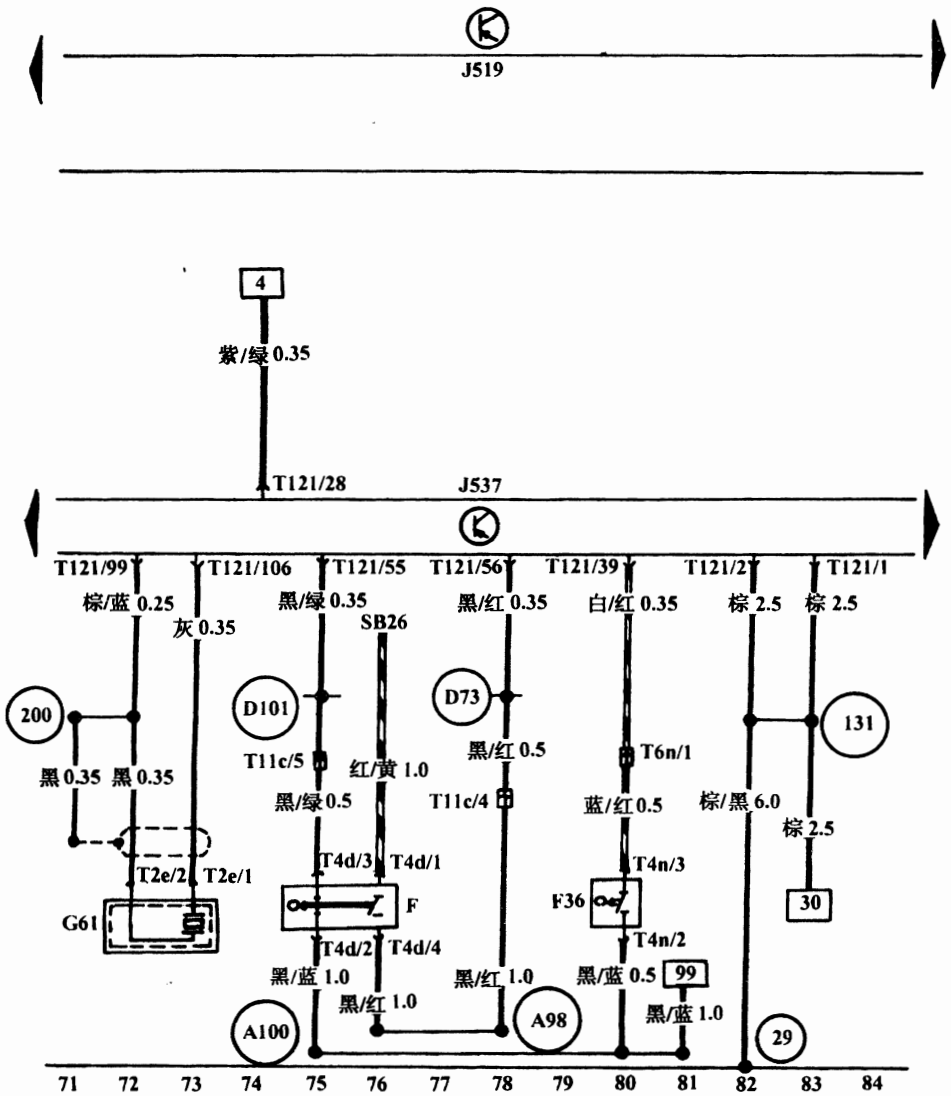 J519
4
紫/绿 0.35
T121/28
J537
T121/99
T121/106
T121/55
T121/56
T121/39
T121/2
T121/1
棕/蓝 0.25
黑/绿 0.35
黑/红 0.35
白/红 0.35
棕 2.5
棕 2.5
灰 0.35
SB26
200
D101
D73
131
T11c/5
黑/红 0.5
T6n/1
黑 0.35
黑 0.35
红/黄 1.0
黑/绿 0.5
T11c/4
蓝/红 0.5
棕/黑 6.0
棕 2.5
T2e/2
T2e/1
T4d/3
T4d/1
T4n/3
G61
F
F36
30
T4d/2
T4d/4
T4n/2
黑/蓝 1.0
黑/红 1.0
黑/红 1.0
黑/蓝 0.5
99
黑/蓝 1.0
A100
A98
29
71 72 73 74 75 76 77 78 79 80 81 82 83 84